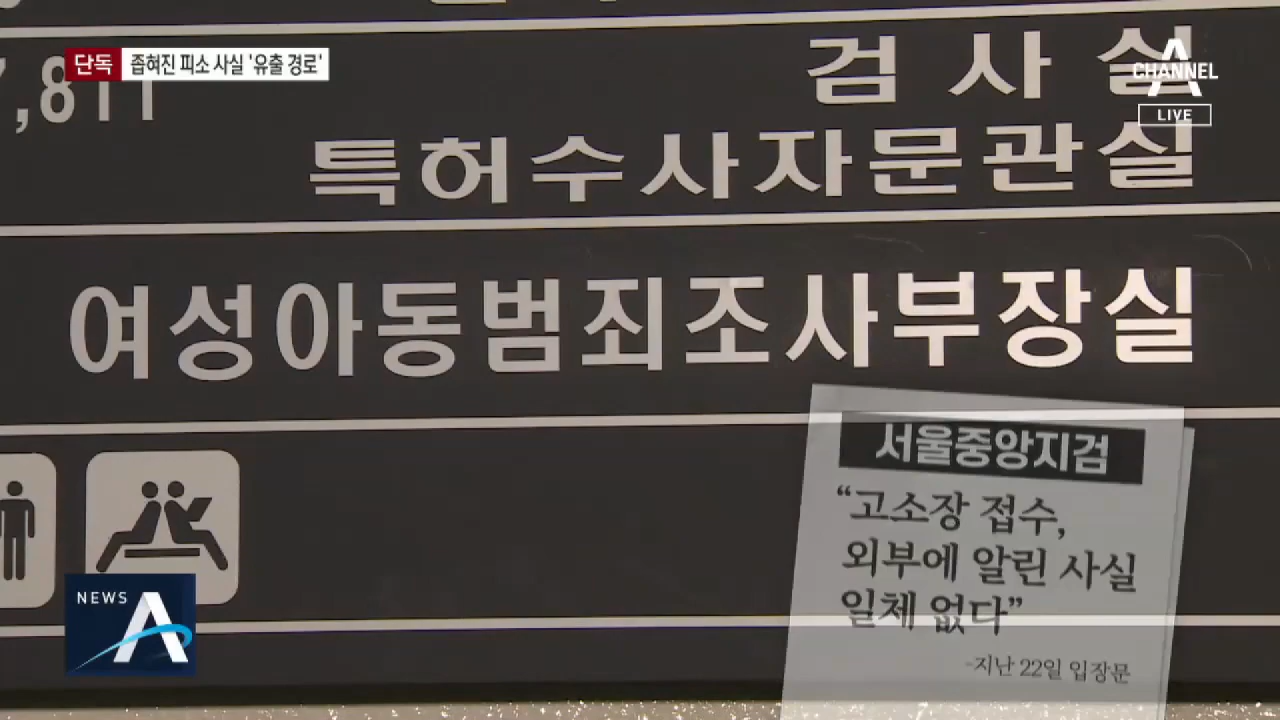 단독 좁혀진 피소 사실 '유출 경로'
CHANNEL A
LIVE
7,811
검사실
특허수사자문관실
여성아동범죄조사부장실
서울중앙지검
“고소장 접수,
외부에 알린 사실
일체 없다”
-지난 22일 입장문
NEWS A